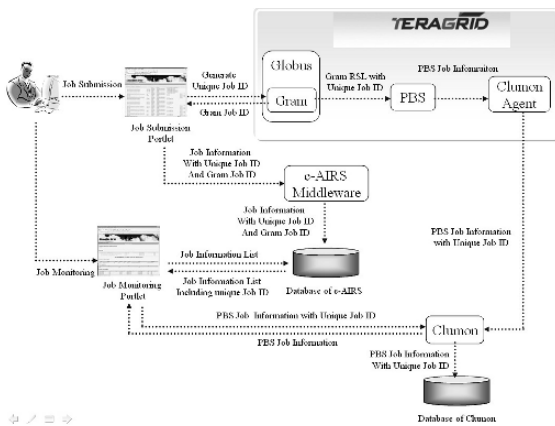 TERAGRID
Globus
Gram
Generate
Unique Job ID
Gram Job ID
Gram RSL with
Unique Job ID
PBS
PBS Job Infomraiton
Clumon
Agent
Job Submission
Job Submission
Portlet
Job Information
With Unique Job ID
And Gram Job ID
e-AIRS
Middleware
Job Information
With Unique Job ID
And Gram Job ID
PBS Job Information
with Unique Job ID
Job Monitoring
Job Monitoring
Portlet
Job Information List
Job Information List
Including unique Job ID
Database of e-AIRS
PBS Job Information with Unique Job ID
PBS Job Information
Clumon
PBS Job Information
With Unique Job ID
Database of Clumon